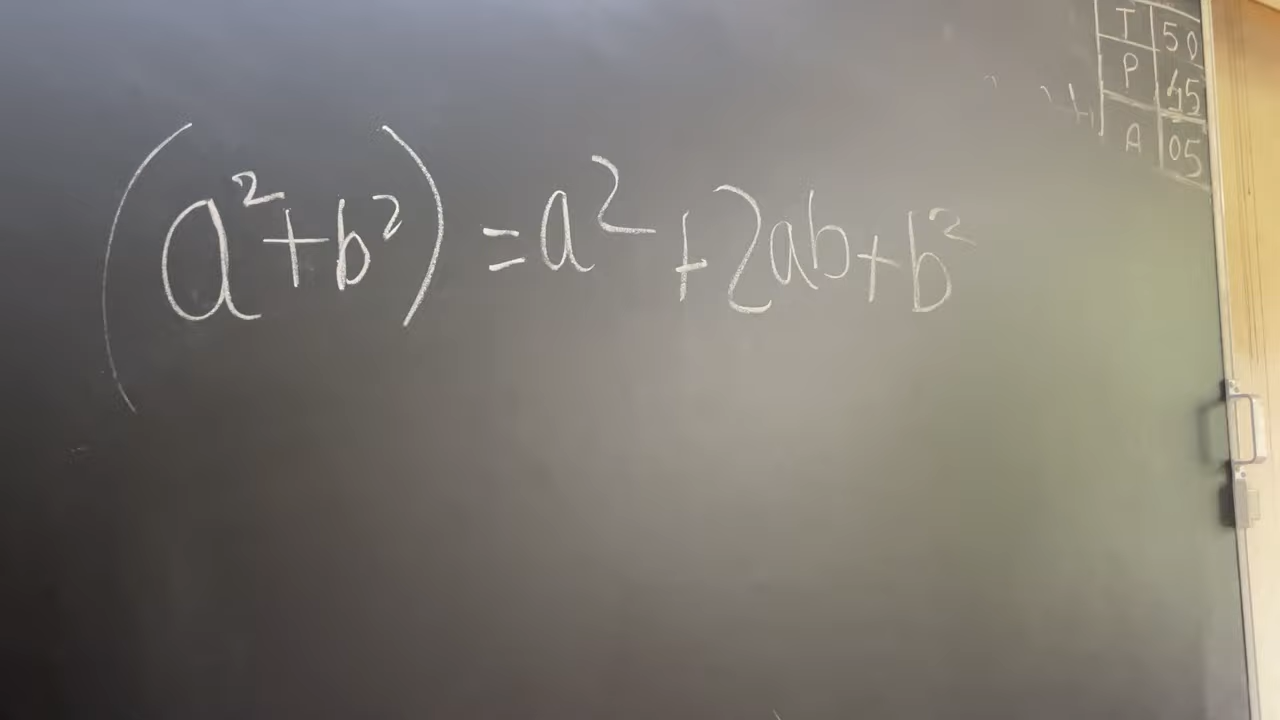 (a²+b²) = a² + 2ab + b²
T 50
P 45
A 05